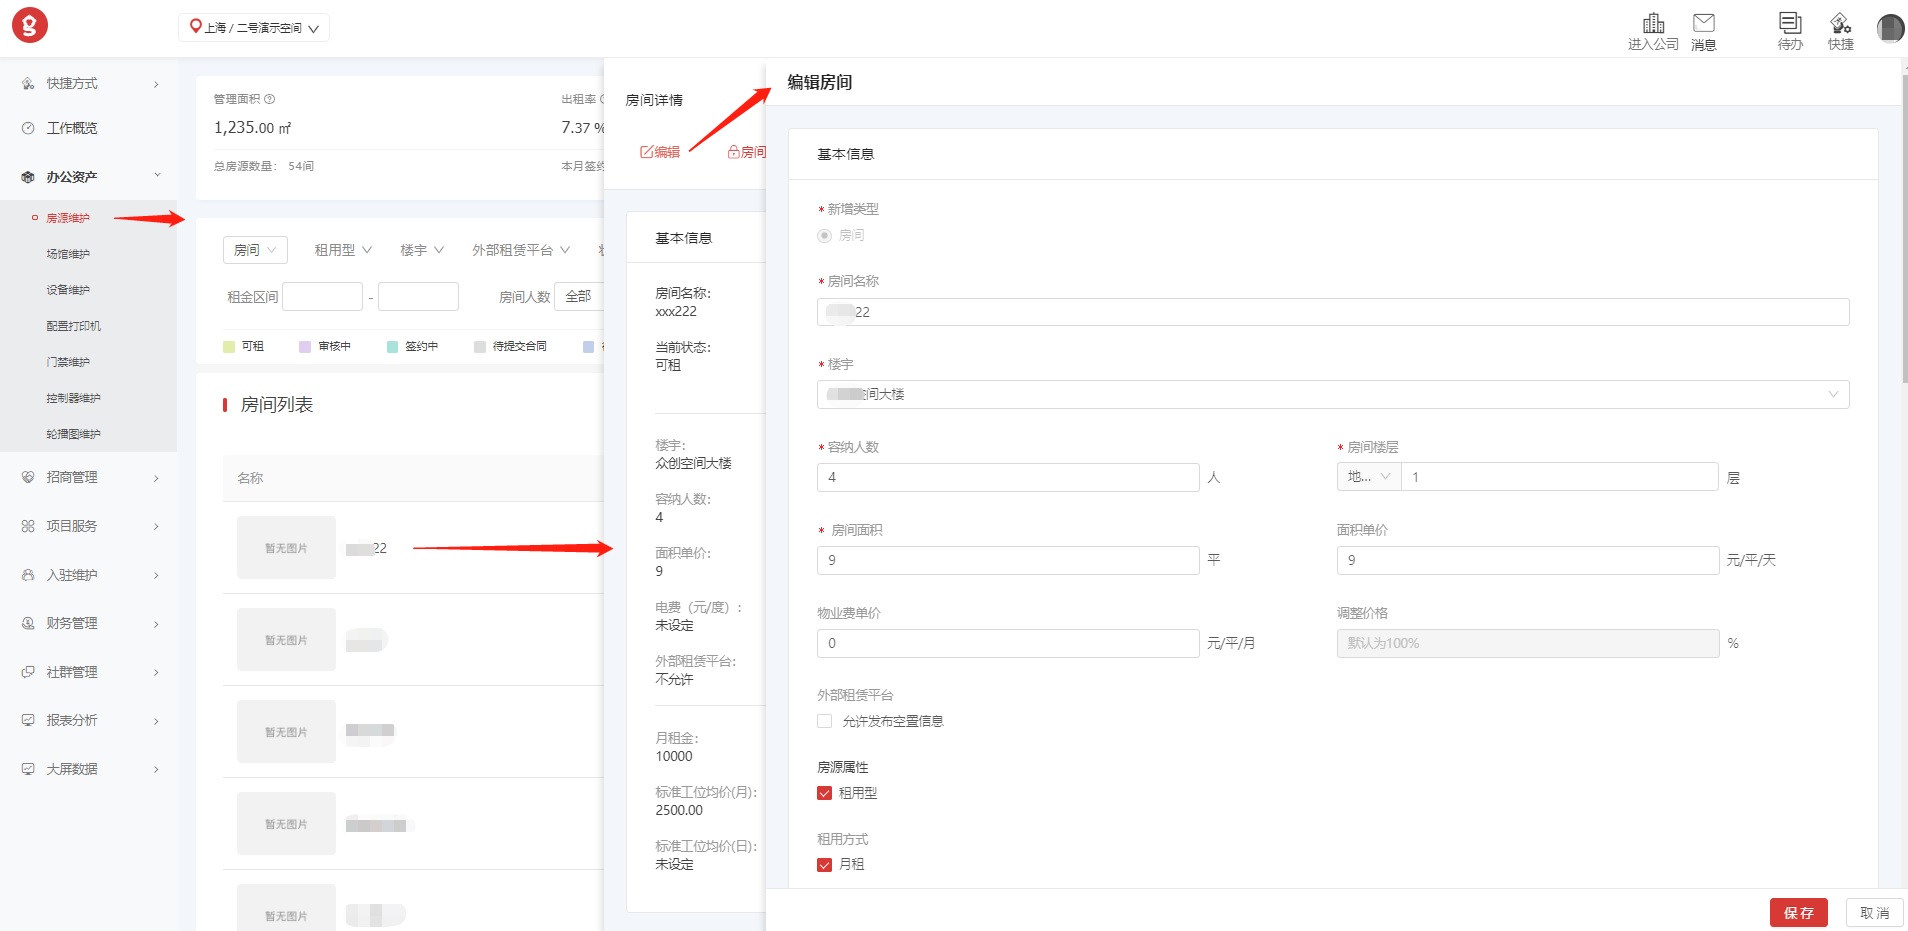 上海 / 二号演示空间
进入公司
消息
待办
快捷
快捷方式
工作概览
办公资产
房源维护
场馆维护
设备维护
配置打印机
门禁维护
控制器维护
轮播图维护
招商管理
项目服务
入驻维护
财务管理
社群管理
报表分析
大屏数据
管理面积
1,235.00 ㎡
总房源数量： 54间
出租率
7.37 %
本月签约
房间 租用型 楼宇 外部租赁平台
租金区间 - 房间人数 全部
可租 审核中 签约中 待提交合同
房间列表
名称
暂无图片 22
暂无图片
暂无图片
暂无图片
暂无图片
房间详情
编辑 房间
基本信息
房间名称：
xxx222
当前状态：
可租
楼宇：
众创空间大楼
容纳人数：
4
面积单价：
9
电费（元/度）：
未设定
外部租赁平台：
不允许
月租金：
10000
标准工位均价(月)：
2500.00
标准工位均价(日)：
未设定
编辑房间
基本信息
* 新增类型
房间
* 房间名称
22
* 楼宇
空间大楼
* 容纳人数
4 人
* 房间楼层
地... 1 层
* 房间面积
9 平
面积单价
9 元/平/天
物业费单价
0 元/平/月
调整价格
默认为100% %
外部租赁平台
允许发布空置信息
房源属性
租用型
租用方式
月租
保存 取消